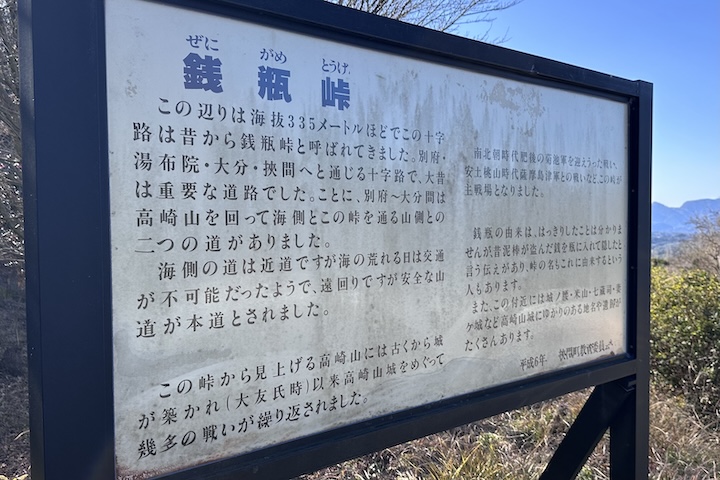 ぜに がめ とうげ
銭瓶峠
この辺りは海抜335メートルほどでこの十字
路は昔から銭瓶峠と呼ばれてきました。別府・
湯布院・大分・挾間へと通じる十字路で、大昔
は重要な道路でした。ことに、別府〜大分間は
高崎山を回って海側とこの峠を通る山側との
二つの道がありました。
海側の道は近道ですが海の荒れる日は交通
が不可能だったようで、遠回りですが安全な山
道が本道とされました。
この峠から見上げる高崎山には古くから城
が築かれ(大友氏時)以来高崎山城をめぐって
幾多の戦いが繰り返されました。
南北朝時代肥後の菊池軍を迎えうった戦い、
安土桃山時代薩摩島津軍との戦いなど、この峠が
主戦場となりました。
銭瓶の由来は、はっきりしたことは分かりま
せんが、昔泥棒が盗んだ銭を瓶に入れて隠したと
言う伝えがあり、峠の名もこれに由来するという
人もあります。
また、この付近には城ノ腰・米山・七蔵司・妻
ケ城など高崎山城にゆかりのある地名や遺跡が
たくさんあります。
平成6年 挾間町教育委員会